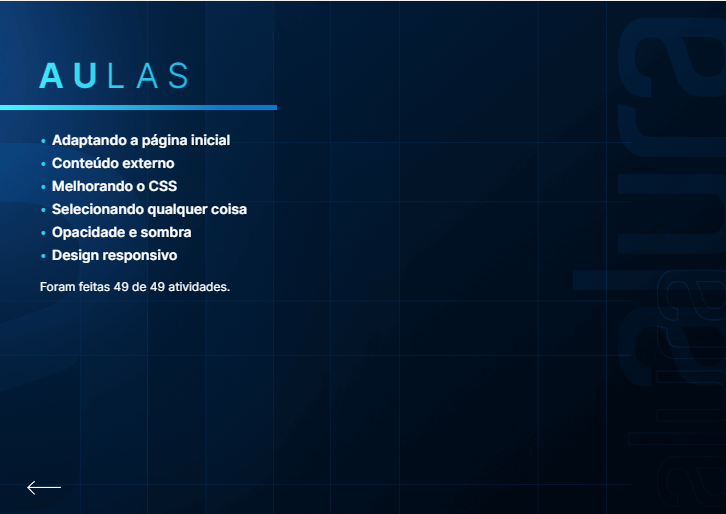 AULAS
• Adaptando a página inicial
• Conteúdo externo
• Melhorando o CSS
• Selecionando qualquer coisa
• Opacidade e sombra
• Design responsivo
Foram feitas 49 de 49 atividades.
alura
alura